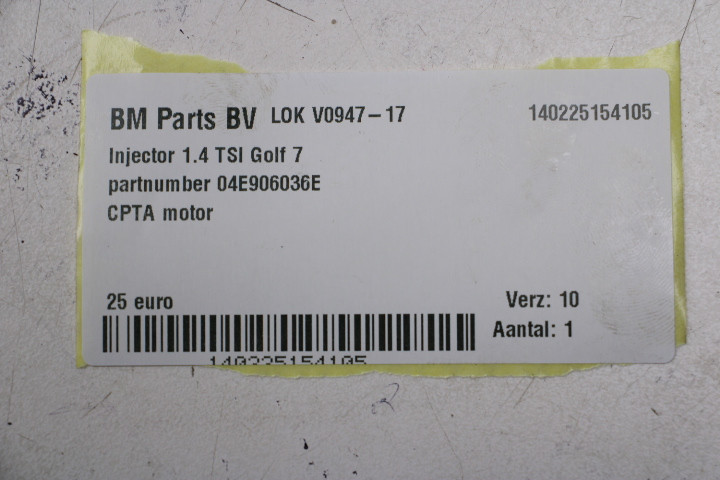 BM Parts BV LOK V0947-17 140225154105
Injector 1.4 TSI Golf 7
partnumber 04E906036E
CPTA motor
25 euro Verz: 10
Aantal: 1
140225154105